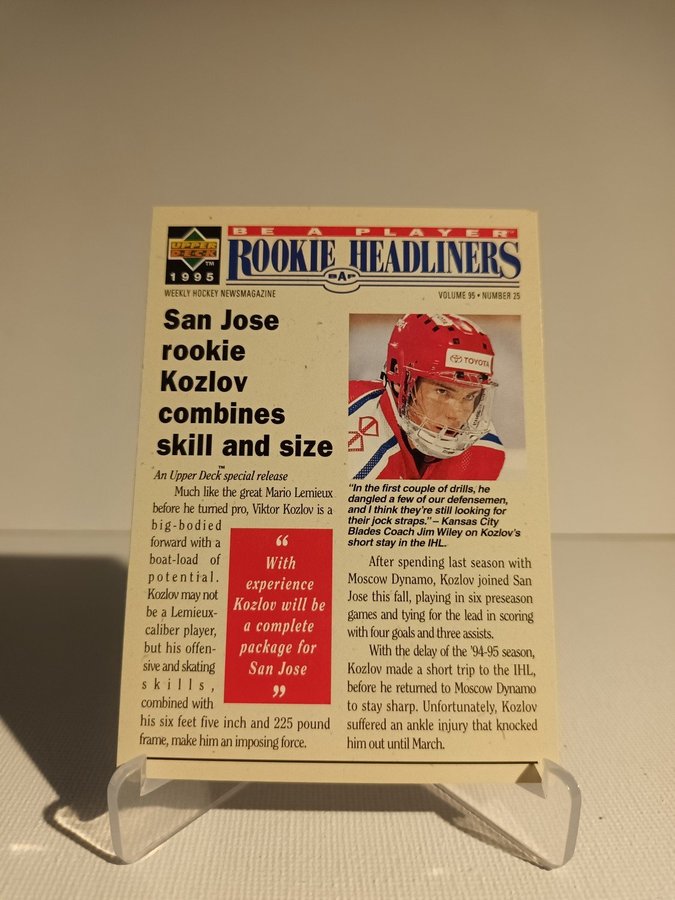 BE A PLAYER™
UPPER
DECK
™
1995
ROOKIE HEADLINERS
BAP
WEEKLY HOCKEY NEWSMAGAZINE
VOLUME 95 • NUMBER 25
San Jose
rookie
Kozlov
combines
skill and size
An Upper Deck™ special release
Much like the great Mario Lemieux
before he turned pro, Viktor Kozlov is a
big-bodied
forward with a
boat-load of
potential.
Kozlov may not
be a Lemieux-
caliber player,
but his offen-
sive and skating
skills,
combined with
his six feet five inch and 225 pound
frame, make him an imposing force.
“
With
experience
Kozlov will be
a complete
package for
San Jose
”
TOYOTA
"In the first couple of drills, he
dangled a few of our defensemen,
and I think they're still looking for
their jock straps." – Kansas City
Blades Coach Jim Wiley on Kozlov's
short stay in the IHL.
After spending last season with
Moscow Dynamo, Kozlov joined San
Jose this fall, playing in six preseason
games and tying for the lead in scoring
with four goals and three assists.
With the delay of the '94-95 season,
Kozlov made a short trip to the IHL,
before he returned to Moscow Dynamo
to stay sharp. Unfortunately, Kozlov
suffered an ankle injury that knocked
him out until March.